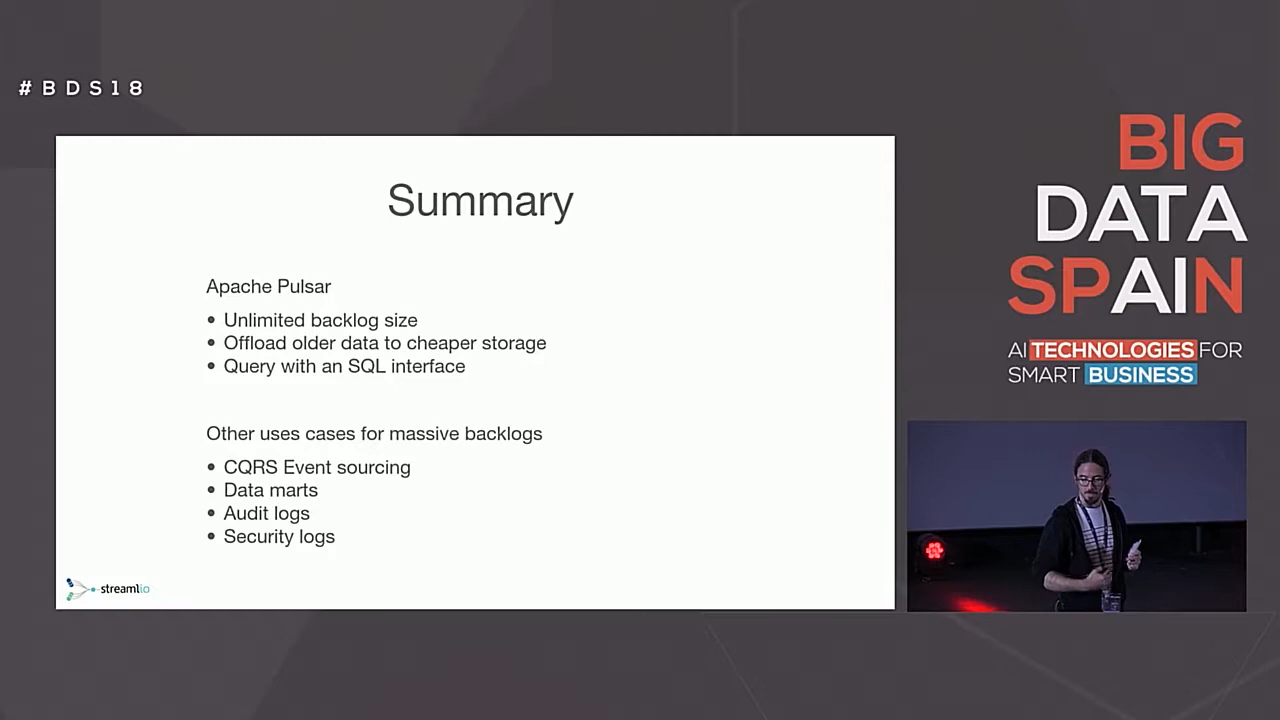 #BDS18
Summary
Apache Pulsar
• Unlimited backlog size
• Offload older data to cheaper storage
• Query with an SQL interface
Other uses cases for massive backlogs
• CQRS Event sourcing
• Data marts
• Audit logs
• Security logs
streamlio
BIG
DATA
SPAIN
AI TECHNOLOGIES FOR
SMART BUSINESS